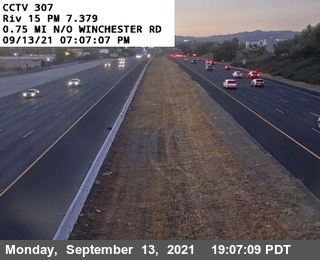 CCTV 307
Riv 15 PM 7.379
0.75 MI N/O WINCHESTER RD
09/13/21 07:07:07 PM
Monday, September 13, 2021 19:07:09 PDT